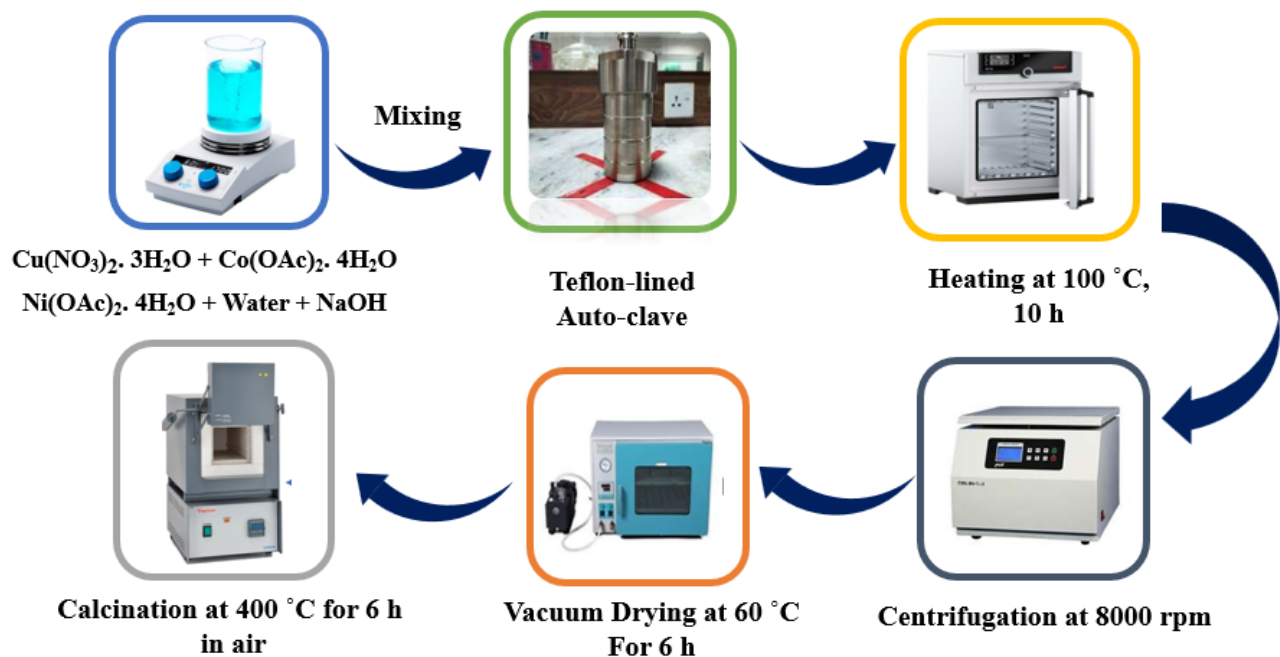 Mixing
Cu(NO₃)₂. 3H₂O + Co(OAc)₂. 4H₂O
Ni(OAc)₂. 4H₂O + Water + NaOH
Teflon-lined
Auto-clave
Heating at 100 ˚C,
10 h
Calcination at 400 ˚C for 6 h
in air
Vacuum Drying at 60 ˚C
For 6 h
Centrifugation at 8000 rpm